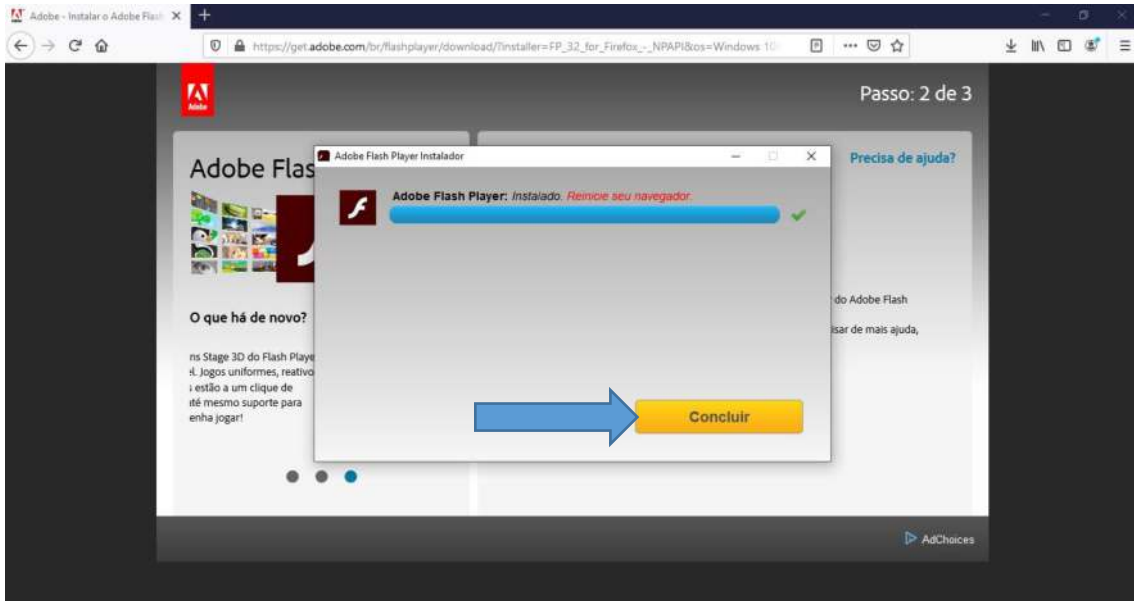 Adobe - Instalar o Adobe Flash
https://get.adobe.com/br/flashplayer/download/?installer=FP_32_for_Firefox_-_NPAPI&os=Windows 10
Adobe
Passo: 2 de 3
Adobe Flas
Adobe Flash Player Instalador
Precisa de ajuda?
Adobe Flash Player: Instalado. Reinicie seu navegador.
do Adobe Flash
isar de mais ajuda,
O que há de novo?
ns Stage 3D do Flash Playe
el. Jogos uniformes, reativo
s estão a um clique de
até mesmo suporte para
enha jogar!
Concluir
AdChoices